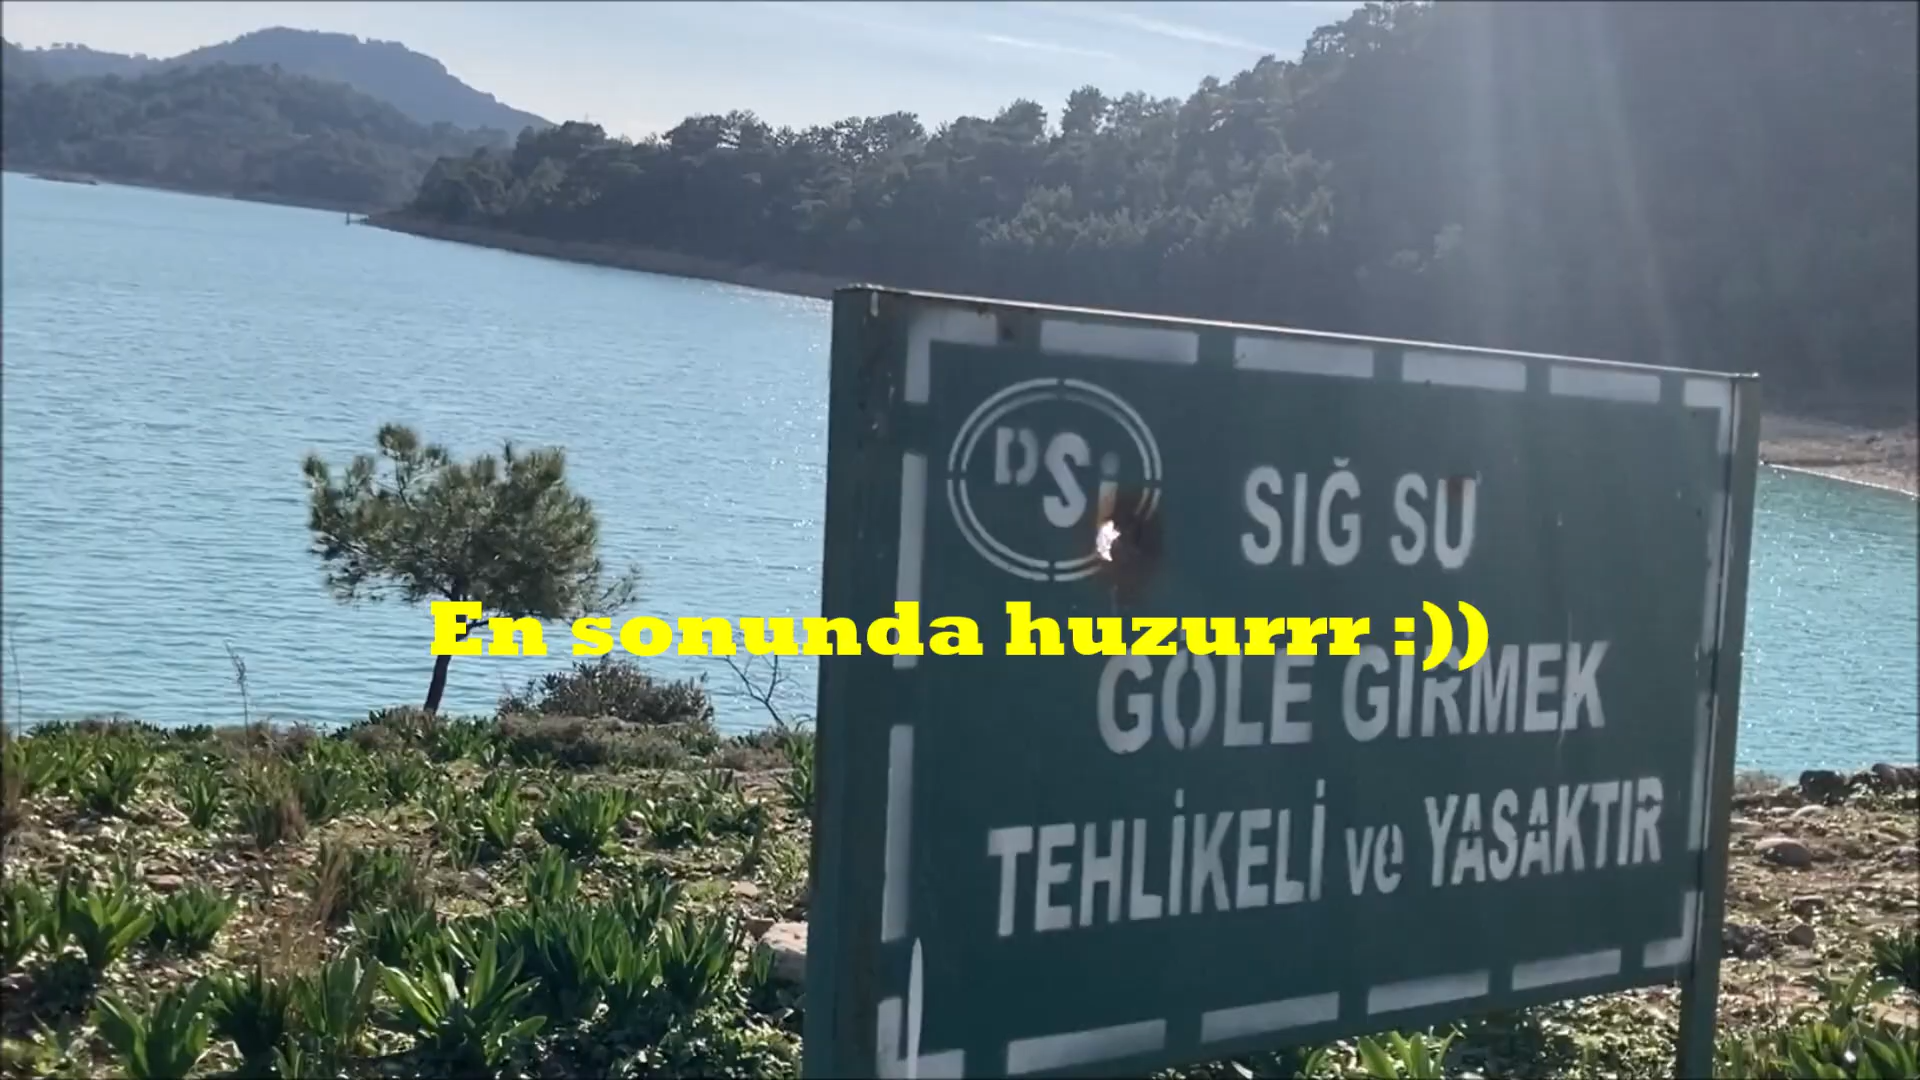 DSİ
SIĞ SU
En sonunda huzurrr :))
GÖLE GİRMEK
TEHLİKELİ ve YASAKTIR